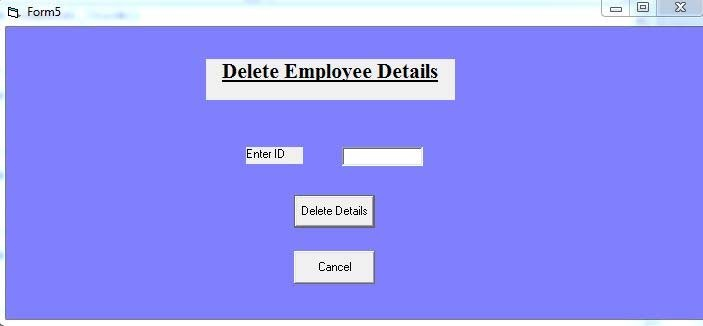 Form5
Delete Employee Details
Enter ID
Delete Details
Cancel